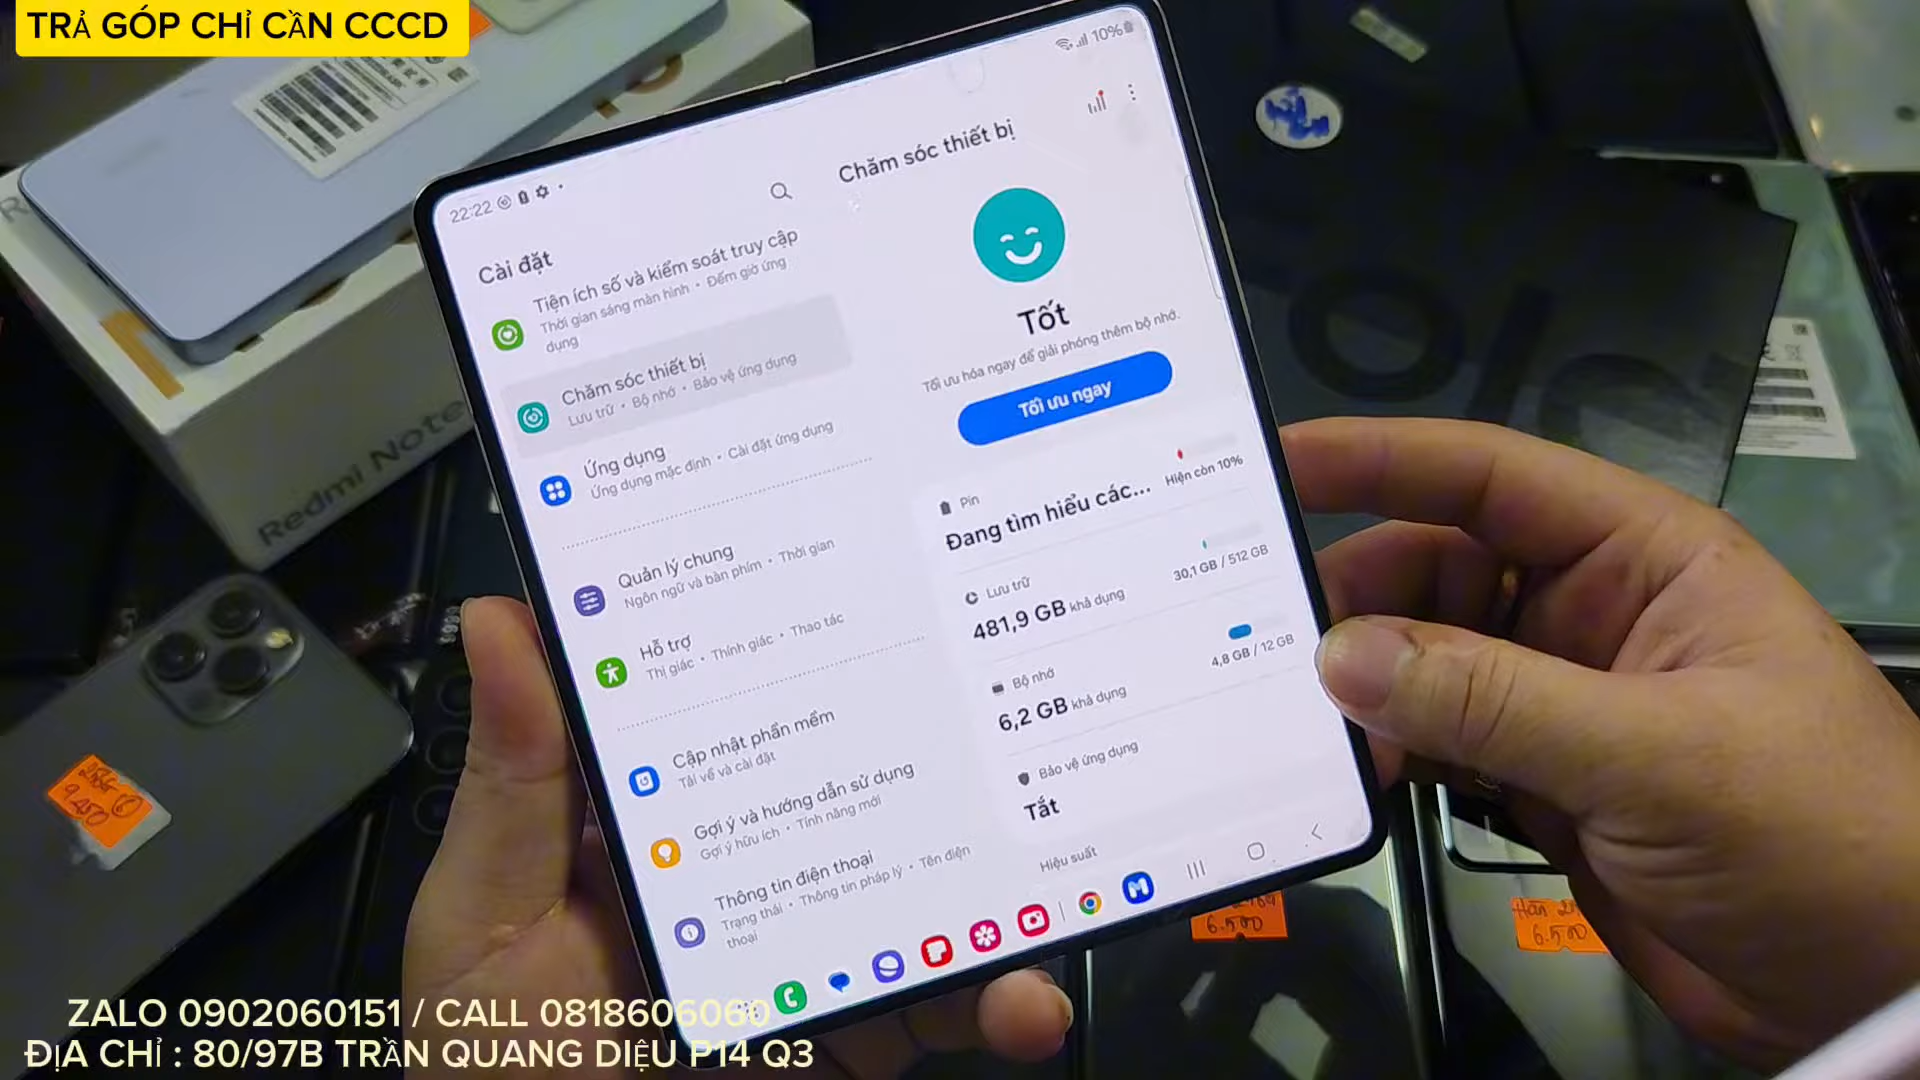 TRẢ GÓP CHỈ CẦN CCCD
Redmi Note
22:22
10%
Cài đặt
Tiện ích số và kiểm soát truy cập
Thời gian sáng màn hình • Đếm giờ ứng
dụng
Chăm sóc thiết bị
Lưu trữ • Bộ nhớ • Bảo vệ ứng dụng
Ứng dụng
Ứng dụng mặc định • Cài đặt ứng dụng
Quản lý chung
Ngôn ngữ và bàn phím • Thời gian
Hỗ trợ
Thị giác • Thính giác • Thao tác
Cập nhật phần mềm
Tải về và cài đặt
Gợi ý và hướng dẫn sử dụng
Gợi ý hữu ích • Tính năng mới
Thông tin điện thoại
Trạng thái • Thông tin pháp lý • Tên điện
thoại
Chăm sóc thiết bị
Tốt
Tối ưu hóa ngay để giải phóng thêm bộ nhớ.
Tối ưu ngay
Pin
Đang tìm hiểu các...
Hiện còn 10%
Lưu trữ
481,9 GB khả dụng
30,1 GB / 512 GB
Bộ nhớ
6,2 GB khả dụng
4,8 GB / 12 GB
Bảo vệ ứng dụng
Tắt
Hiệu suất
6.500
6.500
ZALO 0902060151 / CALL 0818606060
ĐỊA CHỈ : 80/97B TRẦN QUANG DIỆU P14 Q3